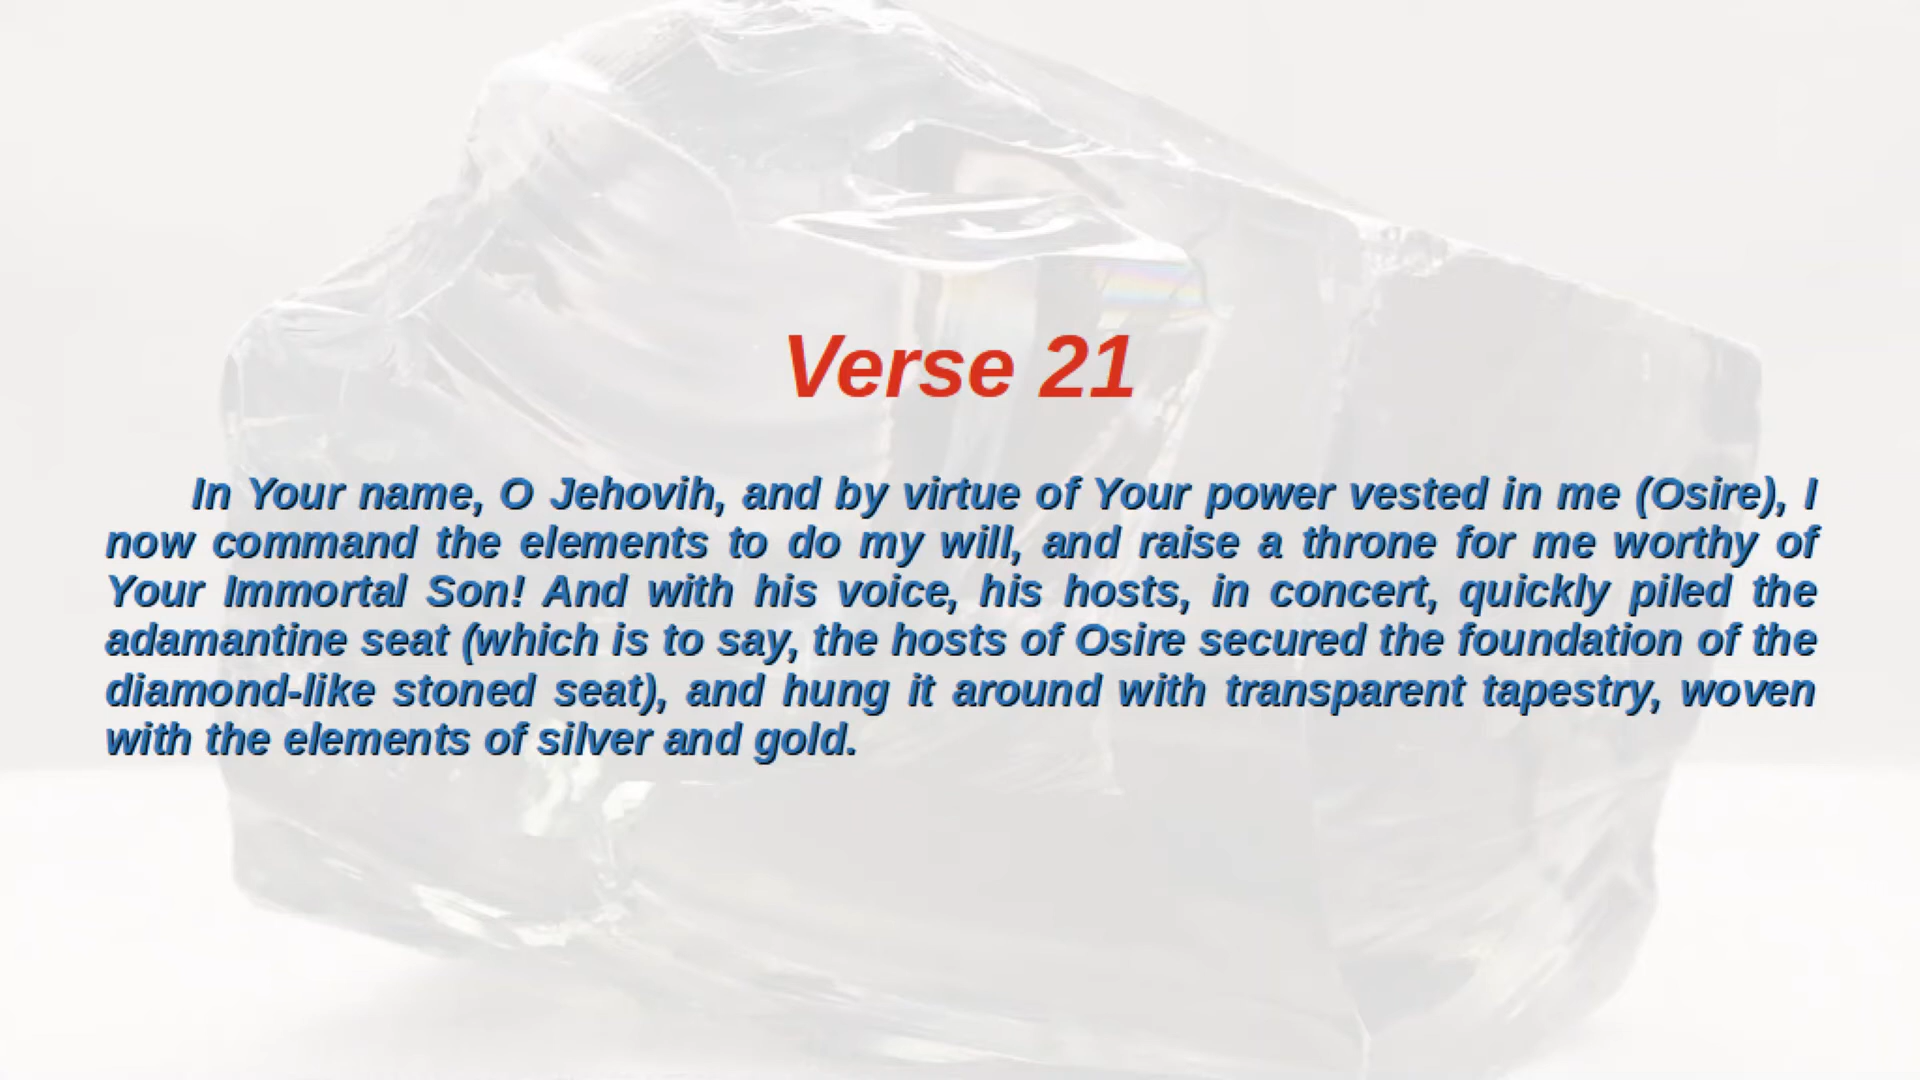 Verse 21
In Your name, O Jehovih, and by virtue of Your power vested in me (Osire), I
now command the elements to do my will, and raise a throne for me worthy of
Your Immortal Son! And with his voice, his hosts, in concert, quickly piled the
adamantine seat (which is to say, the hosts of Osire secured the foundation of the
diamond-like stoned seat), and hung it around with transparent tapestry, woven
with the elements of silver and gold.